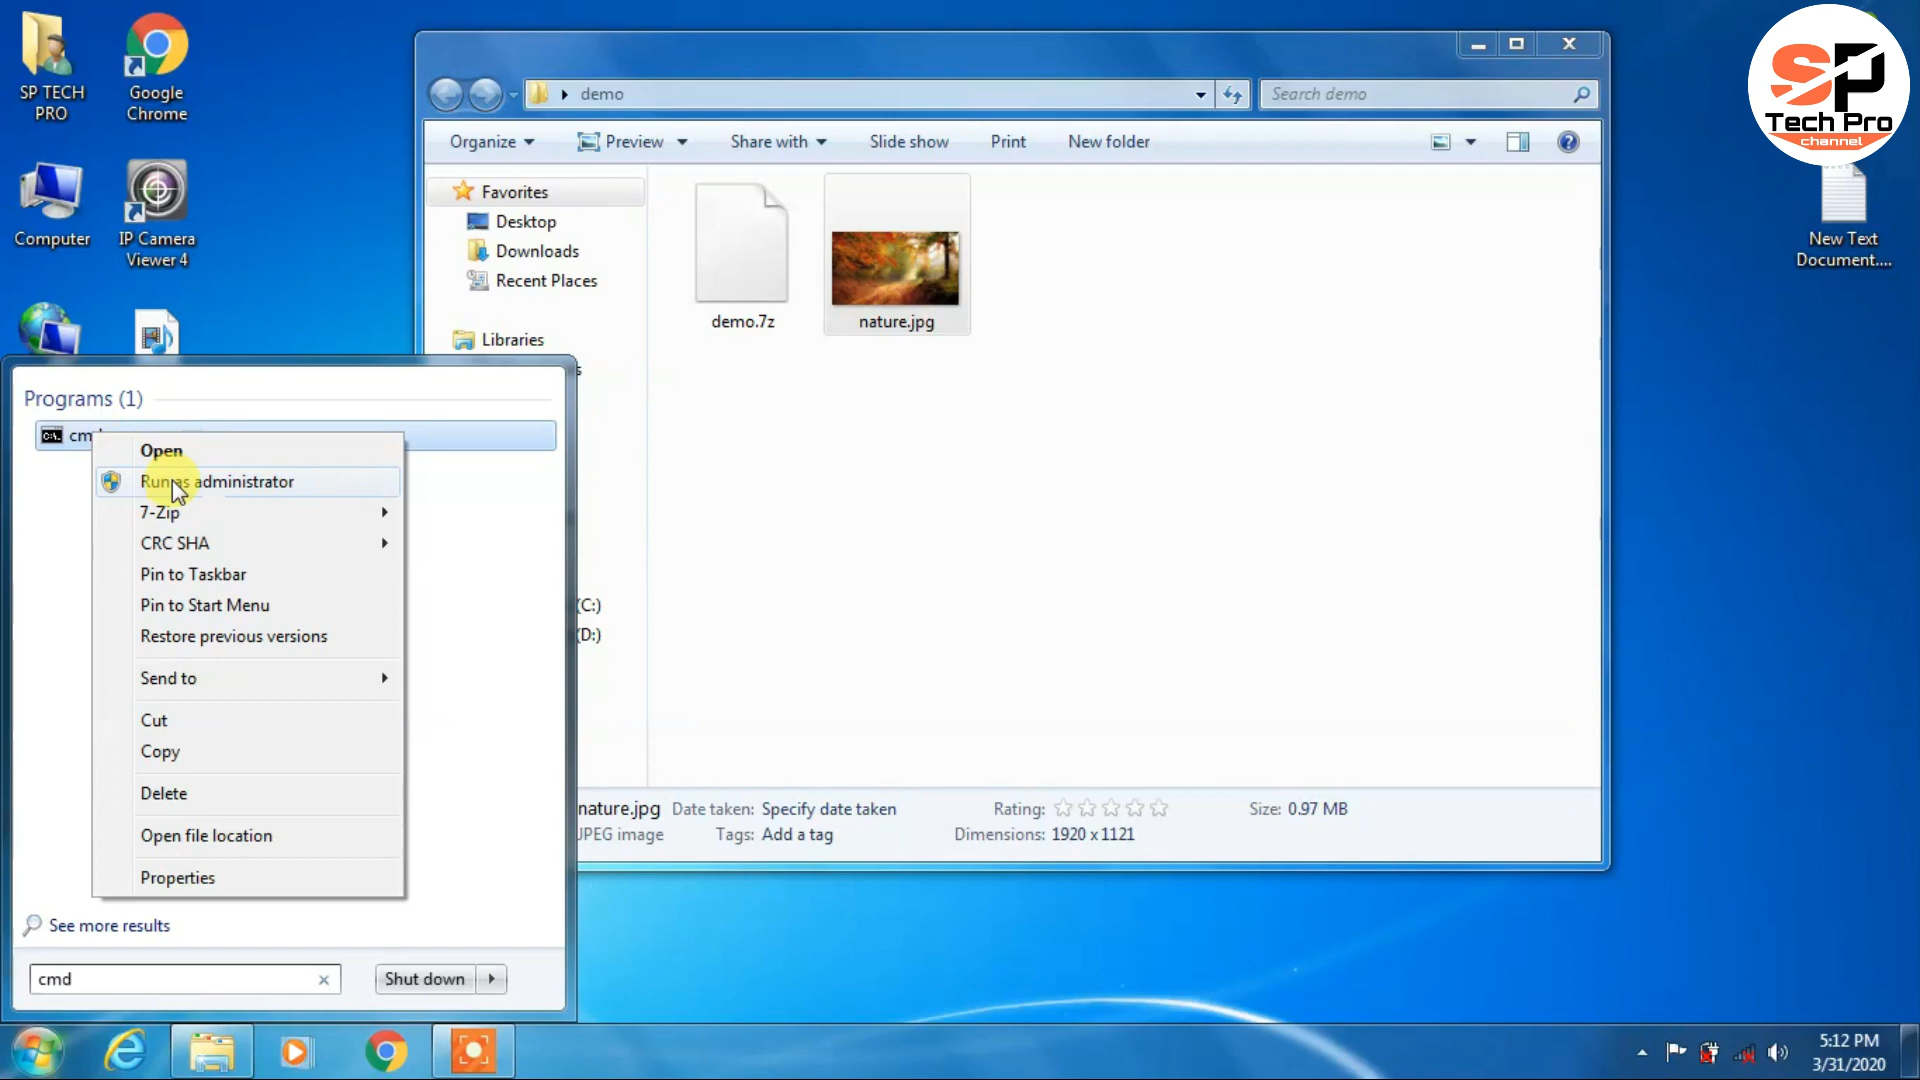 SP TECH
PRO
Google
Chrome
Computer
IP Camera
Viewer 4
demo
Search demo
Organize
Preview
Share with
Slide show
Print
New folder
Favorites
Desktop
Downloads
Recent Places
Libraries
s
(C:)
(D:)
demo.7z
nature.jpg
nature.jpg
Date taken: Specify date taken
Rating:
Size: 0.97 MB
JPEG image
Tags: Add a tag
Dimensions: 1920 x 1121
SP
Tech Pro
channel
New Text
Document....
Programs (1)
C:\.
Open
Run as administrator
7-Zip
CRC SHA
Pin to Taskbar
Pin to Start Menu
Restore previous versions
Send to
Cut
Copy
Delete
Open file location
Properties
See more results
cmd
Shut down
5:12 PM
3/31/2020